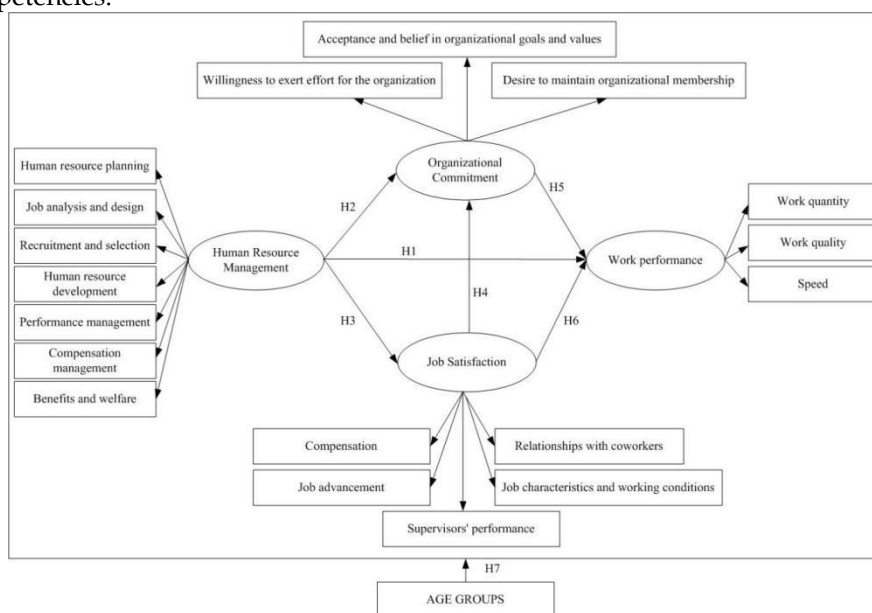 petencies.
Acceptance and belief in organizational goals and values
Willingness to exert effort for the organization
Desire to maintain organizational membership
Human resource planning
Job analysis and design
Recruitment and selection
Human resource
development
Performance management
Compensation
management
Benefits and welfare
Human Resource
Management
H2
H1
H3
Organizational
Commitment
H4
H5
H6
Job Satisfaction
Work performance
Work quantity
Work quality
Speed
Compensation
Relationships with coworkers
Job advancement
Job characteristics and working conditions
Supervisors' performance
H7
AGE GROUPS